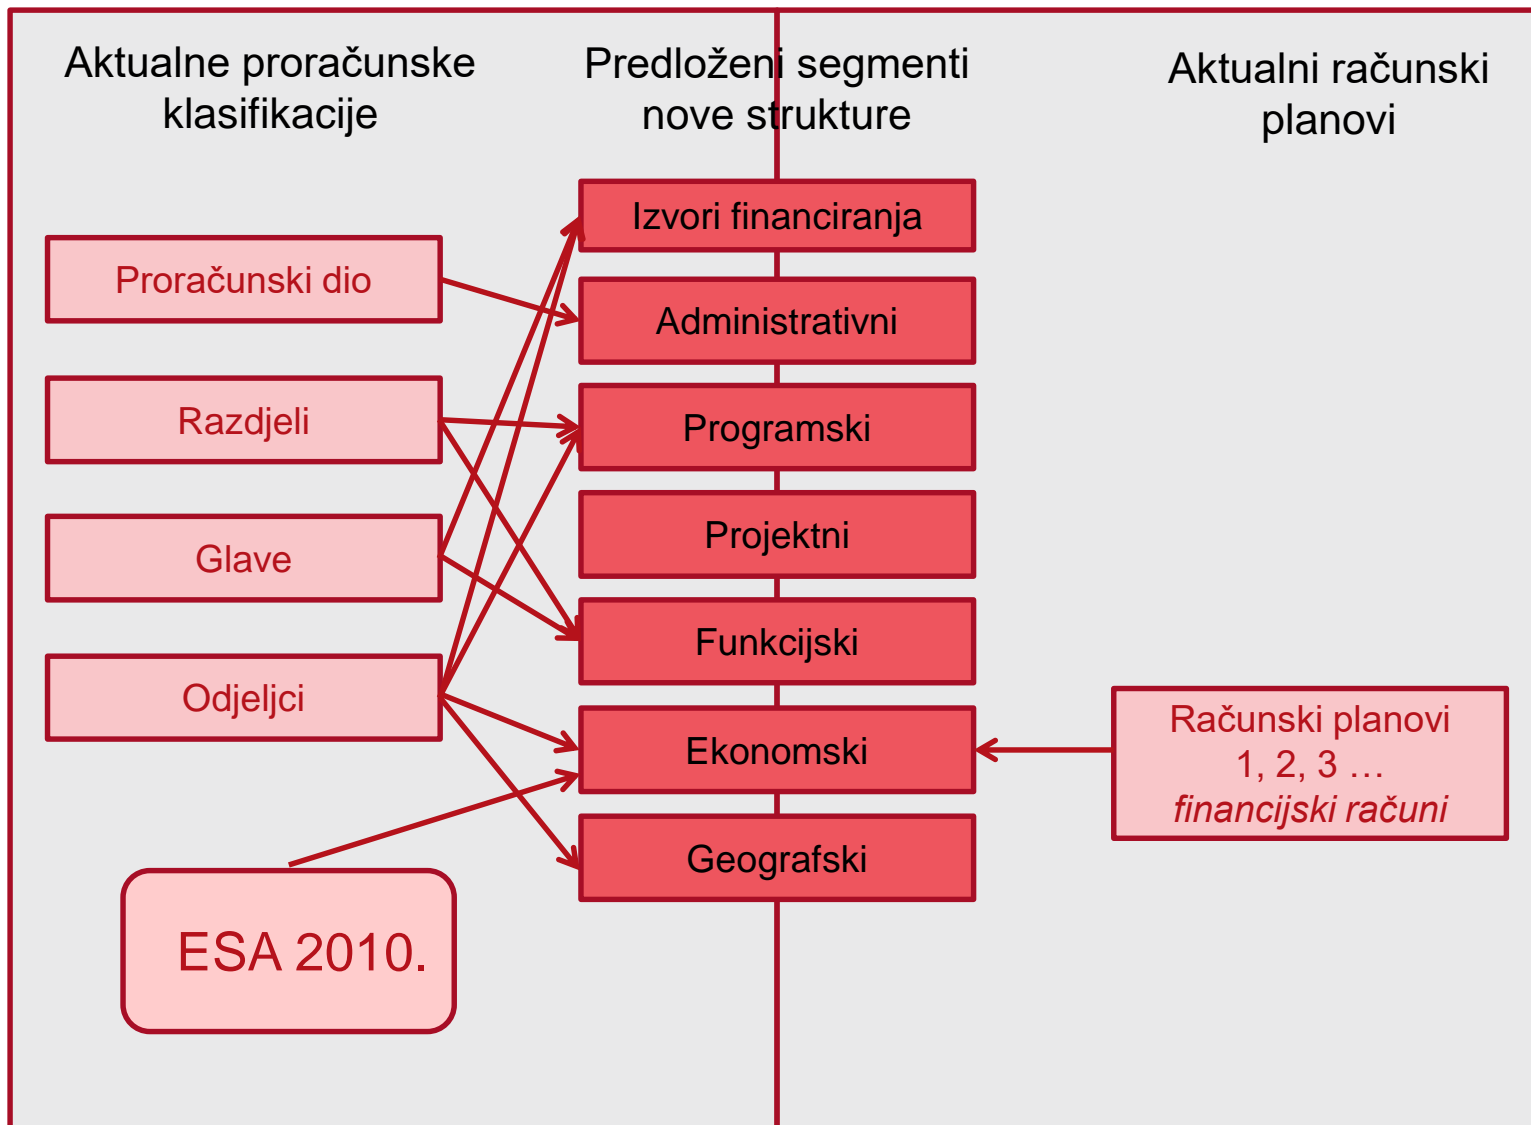 Aktualne proračunske
klasifikacije
Predloženi segmenti
nove strukture
Aktualni računski
planovi
Proračunski dio
Razdjeli
Glave
Odjeljci
ESA 2010.
Izvori financiranja
Administrativni
Programski
Projektni
Funkcijski
Ekonomski
Geografski
Računski planovi
1, 2, 3 …
financijski računi